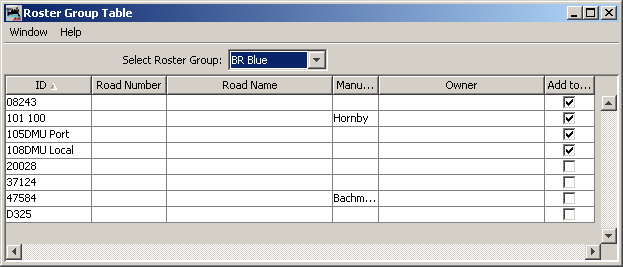 Roster Group Table
Window Help
Select Roster Group: BR Blue
ID Road Number Road Name Manu... Owner Add to...
08243
101 100 Hornby
105DMU Port
108DMU Local
20028
37124
47584 Bachm...
D325